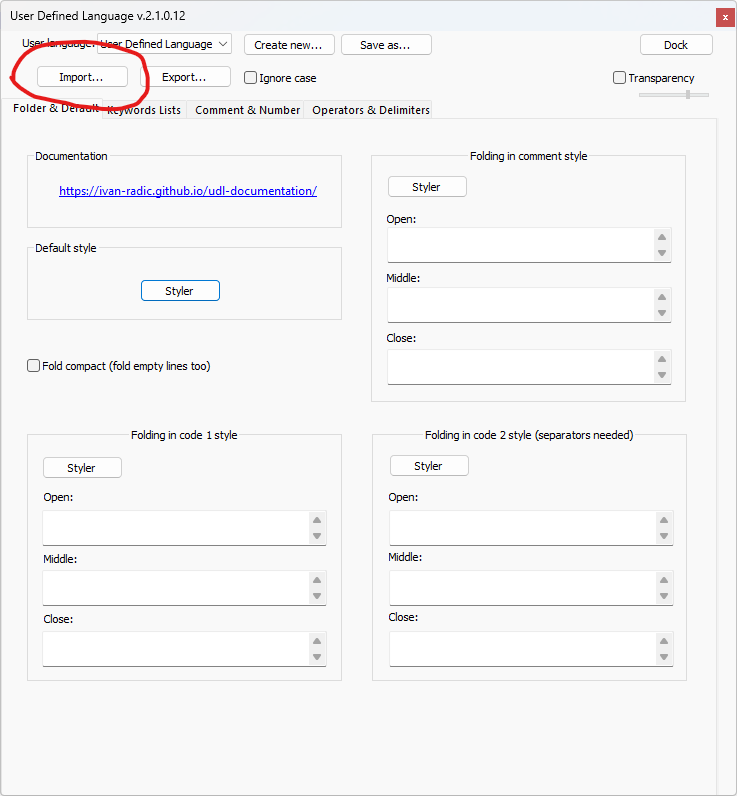 User Defined Language v.2.1.0.12
x
User language: User Defined Language
Create new...
Save as...
Dock
Import...
Export...
Ignore case
Transparency
Folder & Default
Keywords Lists
Comment & Number
Operators & Delimiters
Documentation
https://ivan-radic.github.io/udl-documentation/
Default style
Styler
Fold compact (fold empty lines too)
Folding in comment style
Styler
Open:
Middle:
Close:
Folding in code 1 style
Styler
Open:
Middle:
Close:
Folding in code 2 style (separators needed)
Styler
Open:
Middle:
Close: